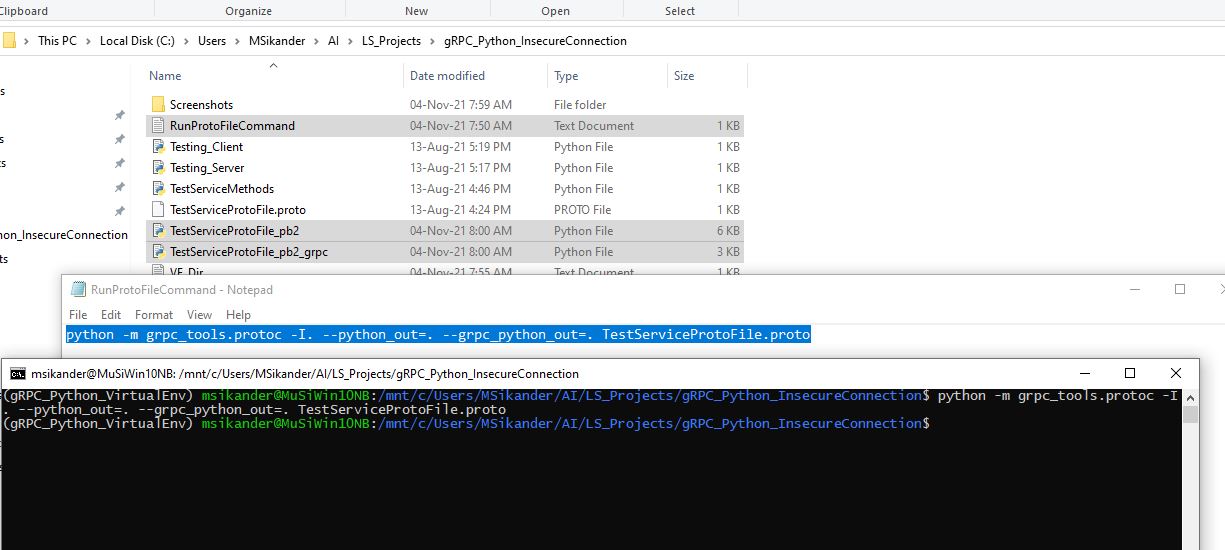 Clipboard Organize New Open Select
This PC Local Disk (C:) Users MSikander AI LS_Projects gRPC_Python_InsecureConnection
Name Date modified Type Size
Screenshots 04-Nov-21 7:59 AM File folder
RunProtoFileCommand 04-Nov-21 7:50 AM Text Document 1 KB
Testing_Client 13-Aug-21 5:19 PM Python File 1 KB
Testing_Server 13-Aug-21 5:17 PM Python File 1 KB
TestServiceMethods 13-Aug-21 4:46 PM Python File 1 KB
TestServiceProtoFile.proto 13-Aug-21 4:24 PM PROTO File 1 KB
hon_InsecureConnection TestServiceProtoFile_pb2 04-Nov-21 8:00 AM Python File 6 KB
TestServiceProtoFile_pb2_grpc 04-Nov-21 8:00 AM Python File 3 KB
VE_Dir 04-Nov-21 7:55 AM Text Document 1 KB
RunProtoFileCommand - Notepad
File Edit Format View Help
python -m grpc_tools.protoc -I. --python_out=. --grpc_python_out=. TestServiceProtoFile.proto
msikander@MuSiWin10NB: /mnt/c/Users/MSikander/AI/LS_Projects/gRPC_Python_InsecureConnection
(gRPC_Python_VirtualEnv) msikander@MuSiWin10NB:/mnt/c/Users/MSikander/AI/LS_Projects/gRPC_Python_InsecureConnection$ python -m grpc_tools.protoc -I
. --python_out=. --grpc_python_out=. TestServiceProtoFile.proto
(gRPC_Python_VirtualEnv) msikander@MuSiWin10NB:/mnt/c/Users/MSikander/AI/LS_Projects/gRPC_Python_InsecureConnection$